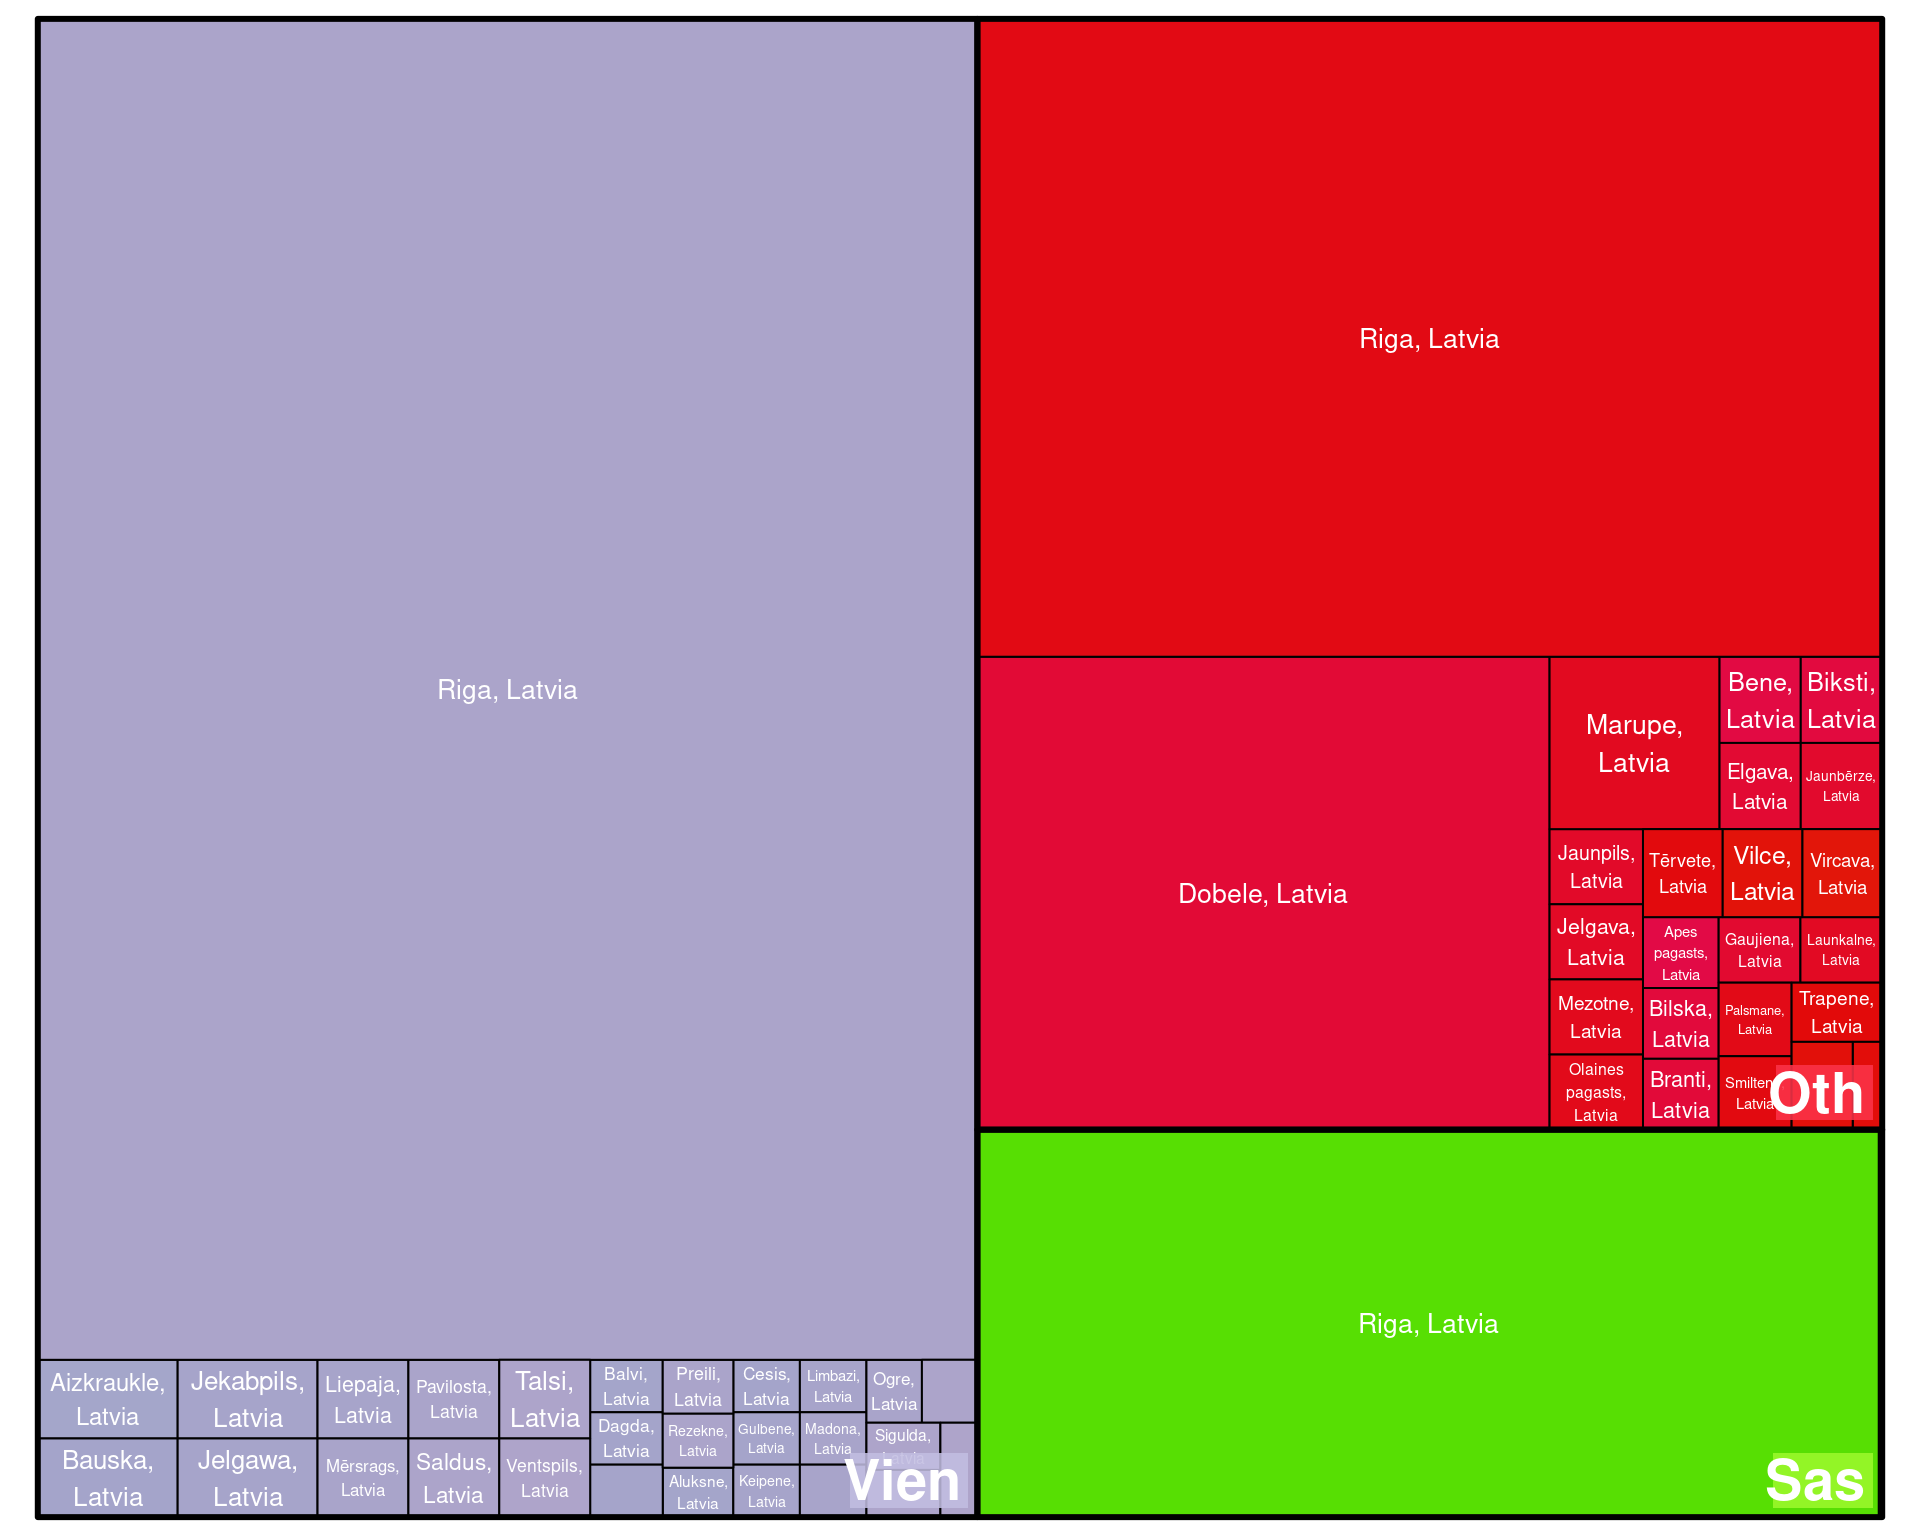 Riga, Latvia
Aizkraukle,
Latvia
Bauska,
Latvia
Jekabpils,
Latvia
Jelgawa,
Latvia
Liepaja,
Latvia
Mērsrags,
Latvia
Pavilosta,
Latvia
Saldus,
Latvia
Talsi,
Latvia
Ventspils,
Latvia
Balvi,
Latvia
Dagda,
Latvia
Preili,
Latvia
Rezekne,
Latvia
Aluksne,
Latvia
Cesis,
Latvia
Gulbene,
Latvia
Keipene,
Latvia
Limbazi,
Latvia
Madona,
Latvia
Ogre,
Latvia
Sigulda,
Latvia
Vien
Riga, Latvia
Dobele, Latvia
Marupe,
Latvia
Bene,
Latvia
Biksti,
Latvia
Elgava,
Latvia
Jaunbērze,
Latvia
Jaunpils,
Latvia
Jelgava,
Latvia
Mezotne,
Latvia
Olaines
pagasts,
Latvia
Tērvete,
Latvia
Vilce,
Latvia
Vircava,
Latvia
Apes
pagasts,
Latvia
Bilska,
Latvia
Branti,
Latvia
Gaujiena,
Latvia
Launkalne,
Latvia
Palsmane,
Latvia
Smiltene,
Latvia
Trapene,
Latvia
Oth
Riga, Latvia
Sas